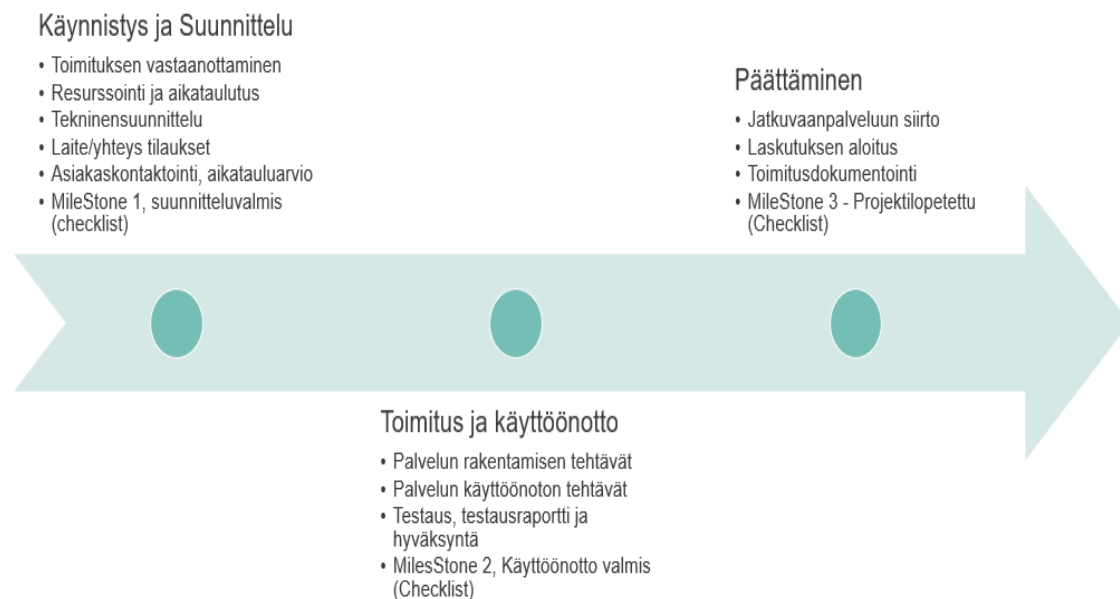 Käynnistys ja Suunnittelu
• Toimituksen vastaanottaminen
• Resurssointi ja aikataulutus
• Tekninensuunnittelu
• Laite/yhteys tilaukset
• Asiakaskontaktointi, aikatauluarvio
• MileStone 1, suunnitteluvalmis
(checklist)
Toimitus ja käyttöönotto
• Palvelun rakentamisen tehtävät
• Palvelun käyttöönoton tehtävät
• Testaus, testausraportti ja
hyväksyntä
• MilesStone 2, Käyttöönotto valmis
(Checklist)
Päättäminen
• Jatkuvaanpalveluun siirto
• Laskutuksen aloitus
• Toimitusdokumentointi
• MileStone 3 - Projektilopetettu
(Checklist)